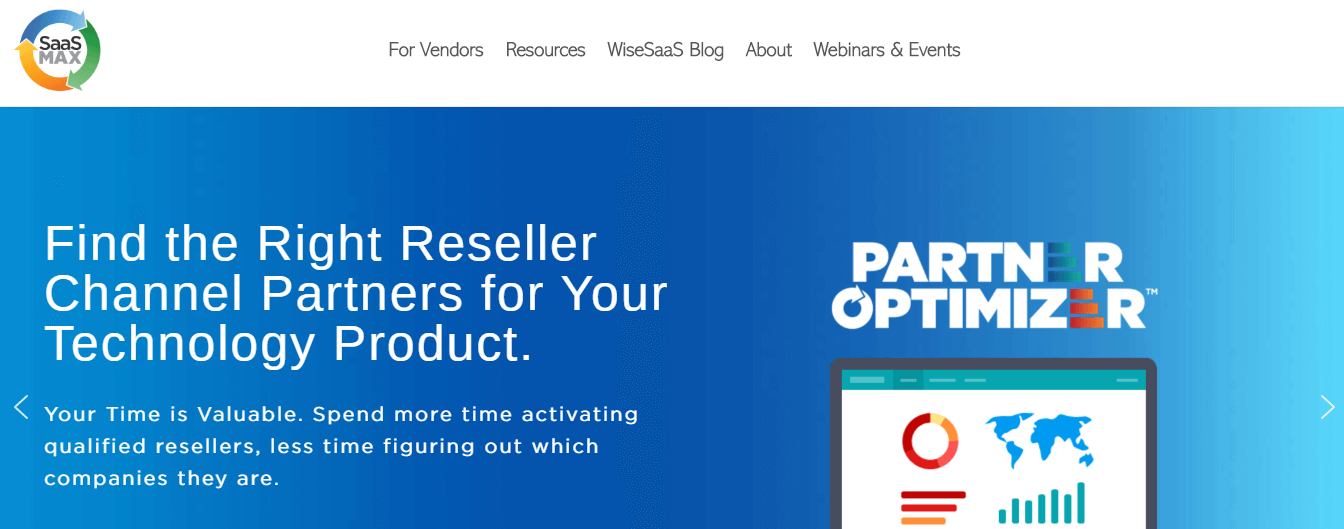 SaaS
MAX
For Vendors Resources WiseSaaS Blog About Webinars & Events
Find the Right Reseller
Channel Partners for Your
Technology Product.
Your Time is Valuable. Spend more time activating
qualified resellers, less time figuring out which
companies they are.
PARTNER
OPTIMIZER™